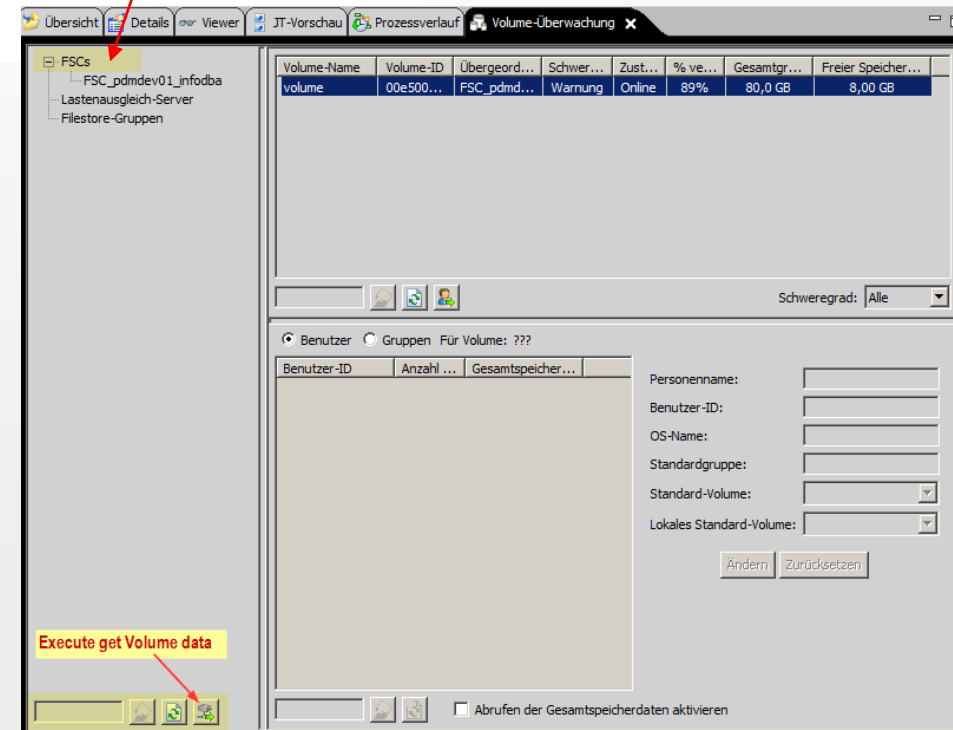 Übersicht Details Viewer JT-Vorschau Prozessverlauf Volume-Überwachung
FSCs
FSC_pdmdev01_infodba
Lastenausgleich-Server
Filestore-Gruppen
Volume-Name Volume-ID Übergeord... Schwer... Zust... % ve... Gesamtgr... Freier Speicher...
volume 00e500... FSC_pdmd... Warnung Online 89% 80,0 GB 8,00 GB
Schweregrad: Alle
Benutzer Gruppen Für Volume: ???
Benutzer-ID Anzahl ... Gesamtspeicher...
Personenname:
Benutzer-ID:
OS-Name:
Standardgruppe:
Standard-Volume:
Lokales Standard-Volume:
Ändern Zurücksetzen
Execute get Volume data
Abrufen der Gesamtspeicherdaten aktivieren